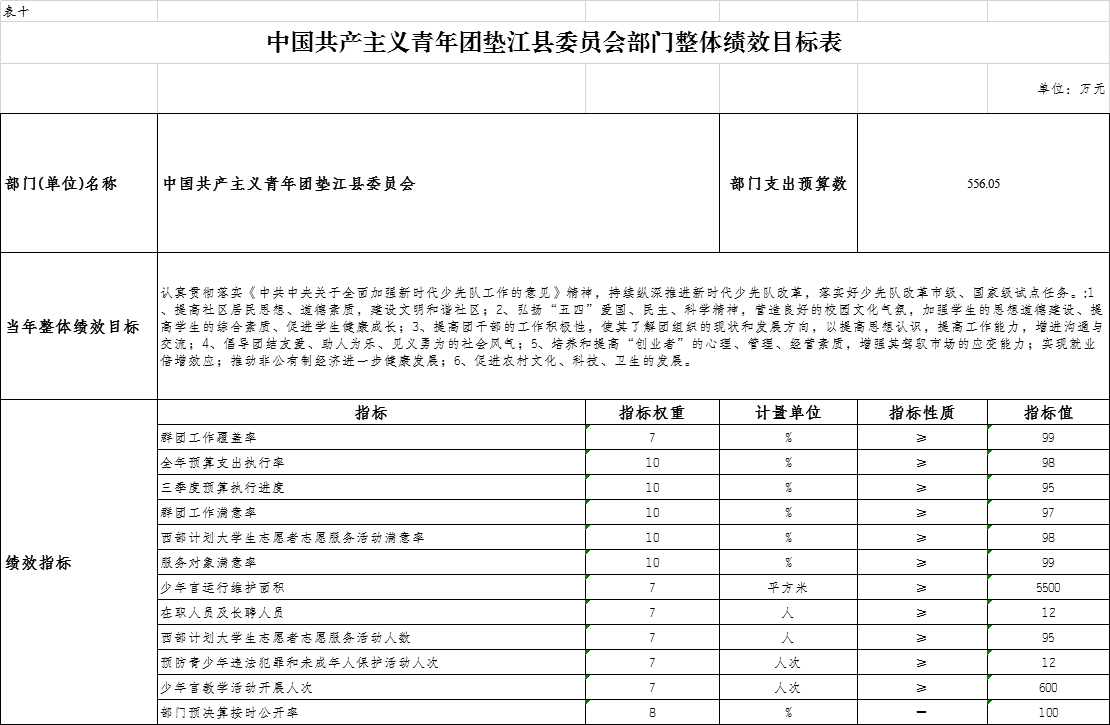 表十
中国共产主义青年团垫江县委员会部门整体绩效目标表
单位：万元
部门(单位)名称 中国共产主义青年团垫江县委员会 部门支出预算数 556.05
当年整体绩效目标
认真贯彻落实《中共中央关于全面加强新时代少先队工作的意见》精神，持续纵深推进新时代少先队改革，落实好少先队改革市级、国家级试点任务。:1
、提高社区居民思想、道德素质，建设文明和谐社区；2、弘扬“五四”爱国、民主、科学精神，营造良好的校园文化气氛，加强学生的思想道德建设、提
高学生的综合素质、促进学生健康成长；3、提高团干部的工作积极性，使其了解团组织的现状和发展方向，以提高思想认识，提高工作能力，增进沟通与
交流；4、倡导团结友爱、助人为乐、见义勇为的社会风气；5、培养和提高“创业者”的心理、管理、经营素质，增强其驾驭市场的应变能力；实现就业
倍增效应；推动非公有制经济进一步健康发展；6、促进农村文化、科技、卫生的发展。
绩效指标
指标 指标权重 计量单位 指标性质 指标值
群团工作覆盖率 7 % ≥ 99
全年预算支出执行率 10 % ≥ 98
三季度预算执行进度 10 % ≥ 95
群团工作满意率 10 % ≥ 97
西部计划大学生志愿者志愿服务活动满意率 10 % ≥ 98
服务对象满意率 10 % ≥ 99
少年宫运行维护面积 7 平方米 ≥ 5500
在职人员及长聘人员 7 人 ≥ 12
西部计划大学生志愿者志愿服务活动人数 7 人 ≥ 95
预防青少年违法犯罪和未成年人保护活动人次 7 人次 ≥ 12
少年宫教学活动开展人次 7 人次 ≥ 600
部门预决算按时公开率 8 % － 100